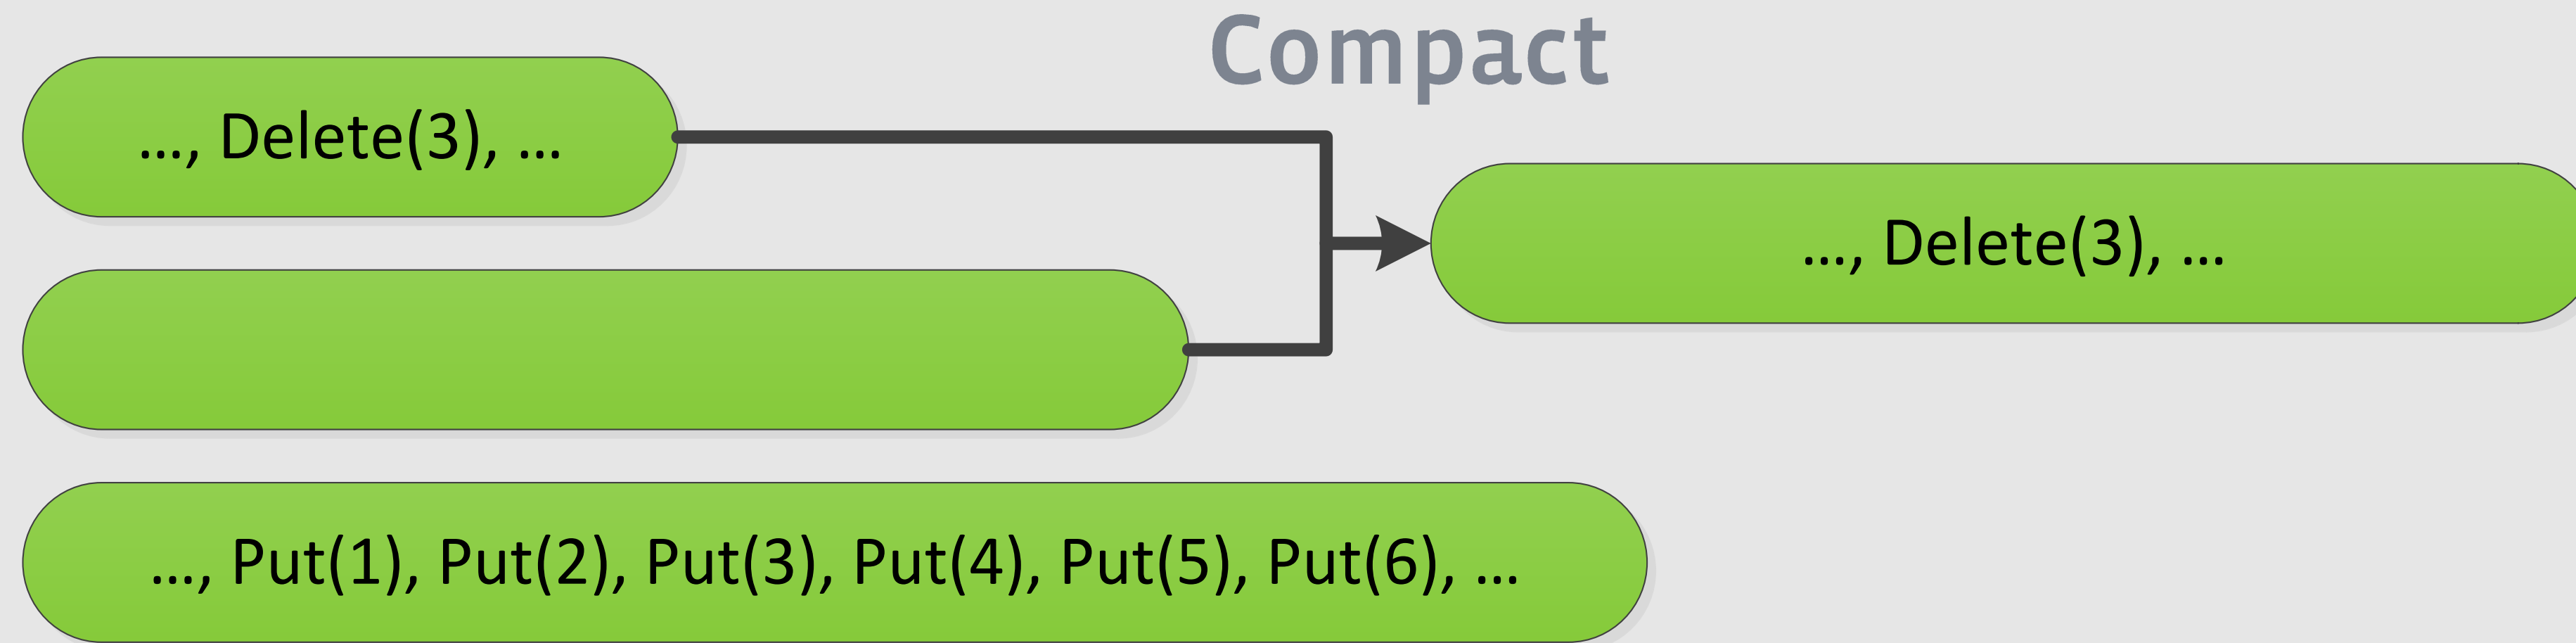 Compact
…, Delete(3), …
…, Delete(3), …
…, Put(1), Put(2), Put(3), Put(4), Put(5), Put(6), …